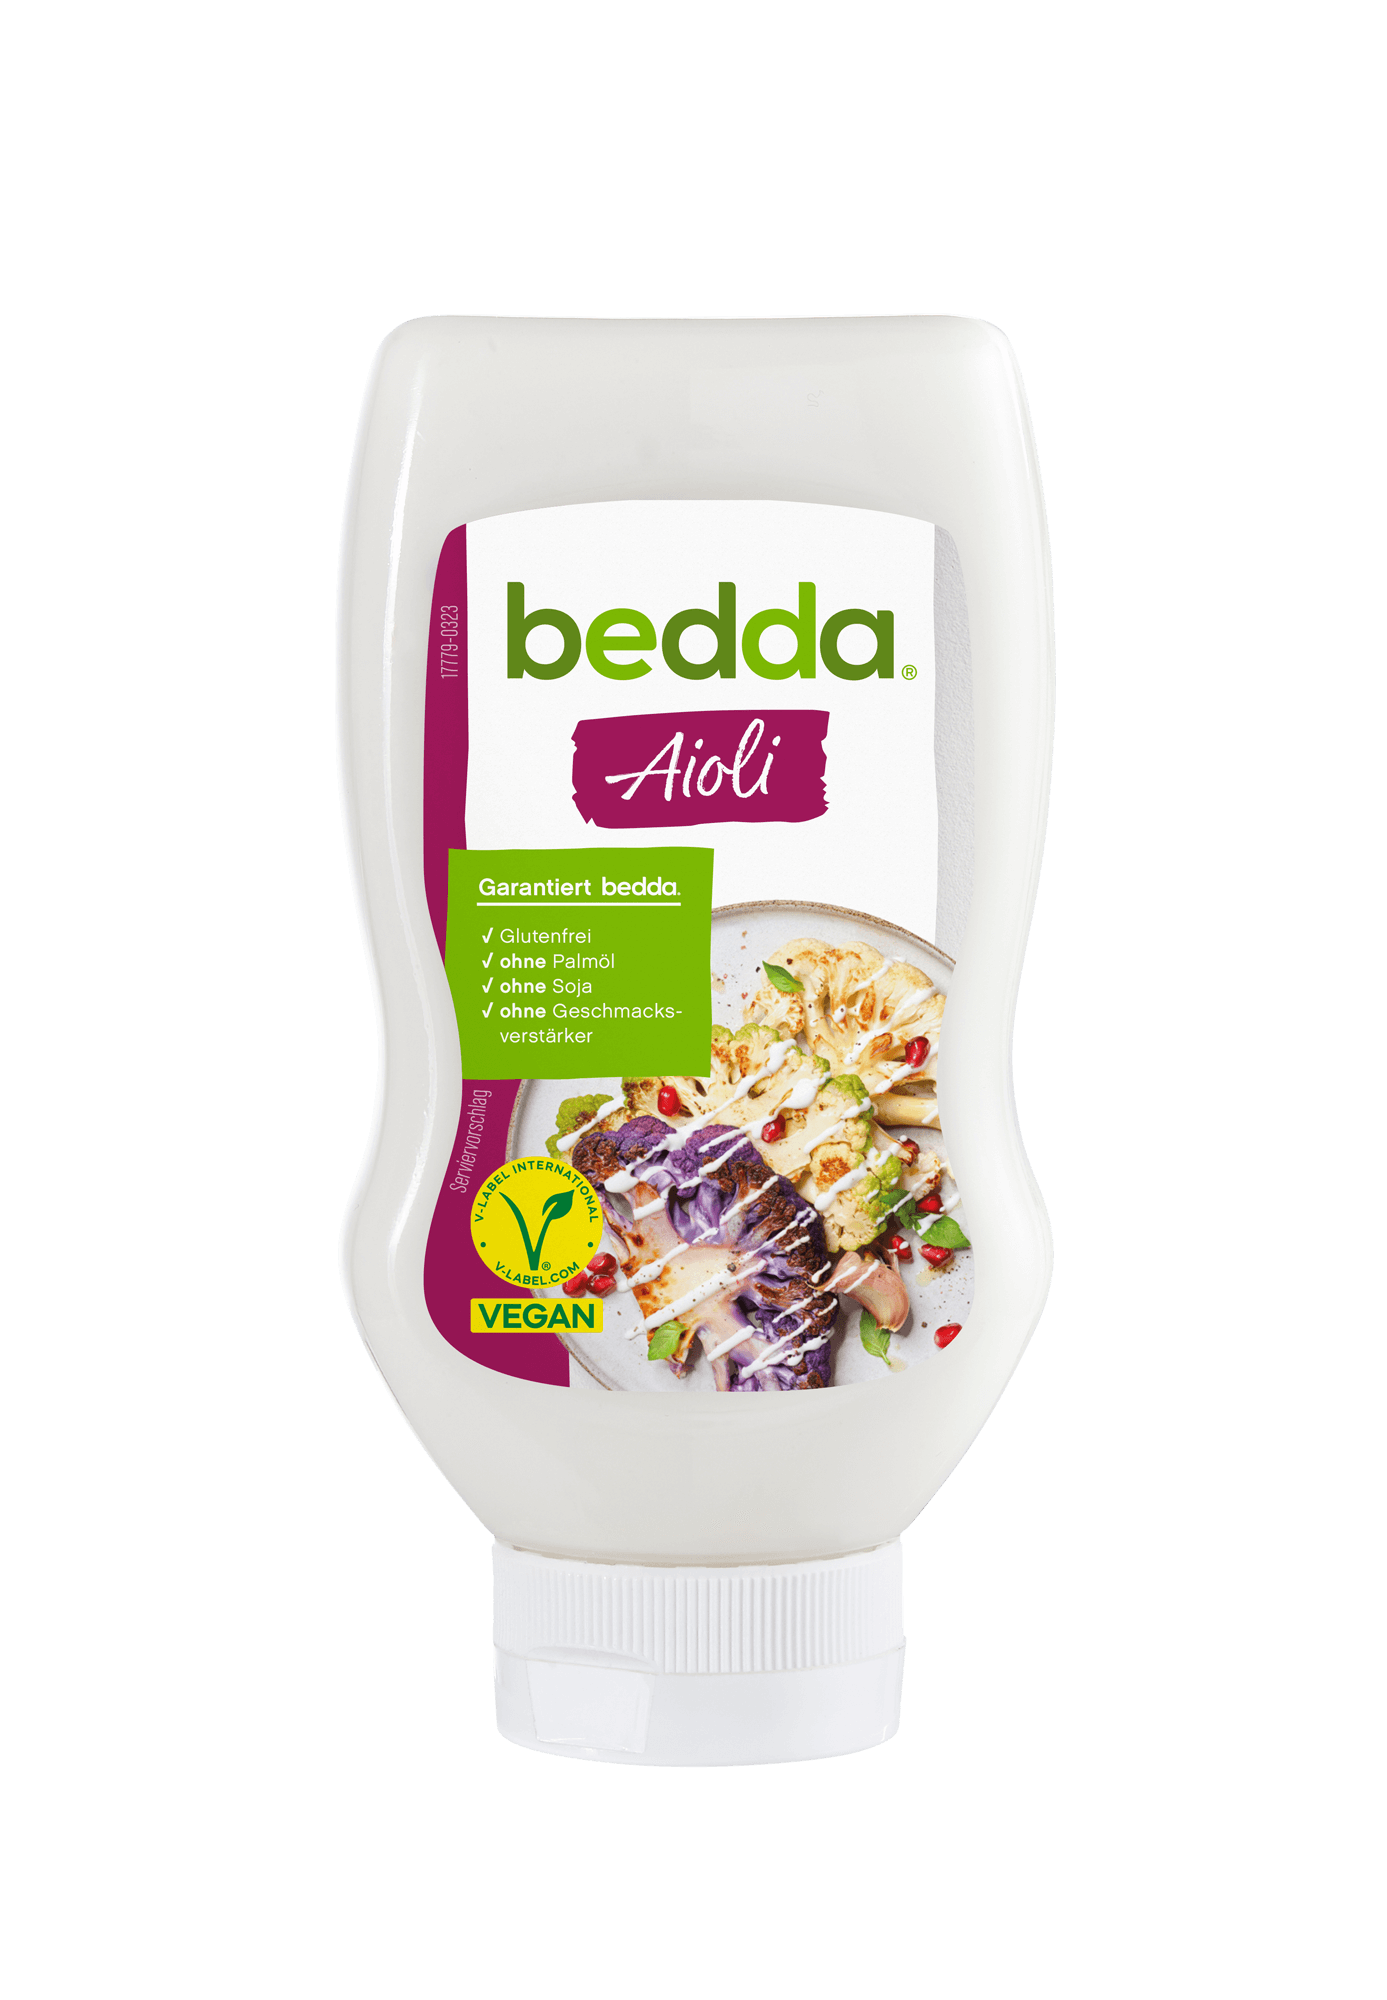 bedda®
Aioli
17779-0323
Garantiert bedda.
√ Glutenfrei
√ ohne Palmöl
√ ohne Soja
√ ohne Geschmacks-
verstärker
Serviervorschlag
V-LABEL INTERNATIONAL
V®
V-LABEL.COM
VEGAN